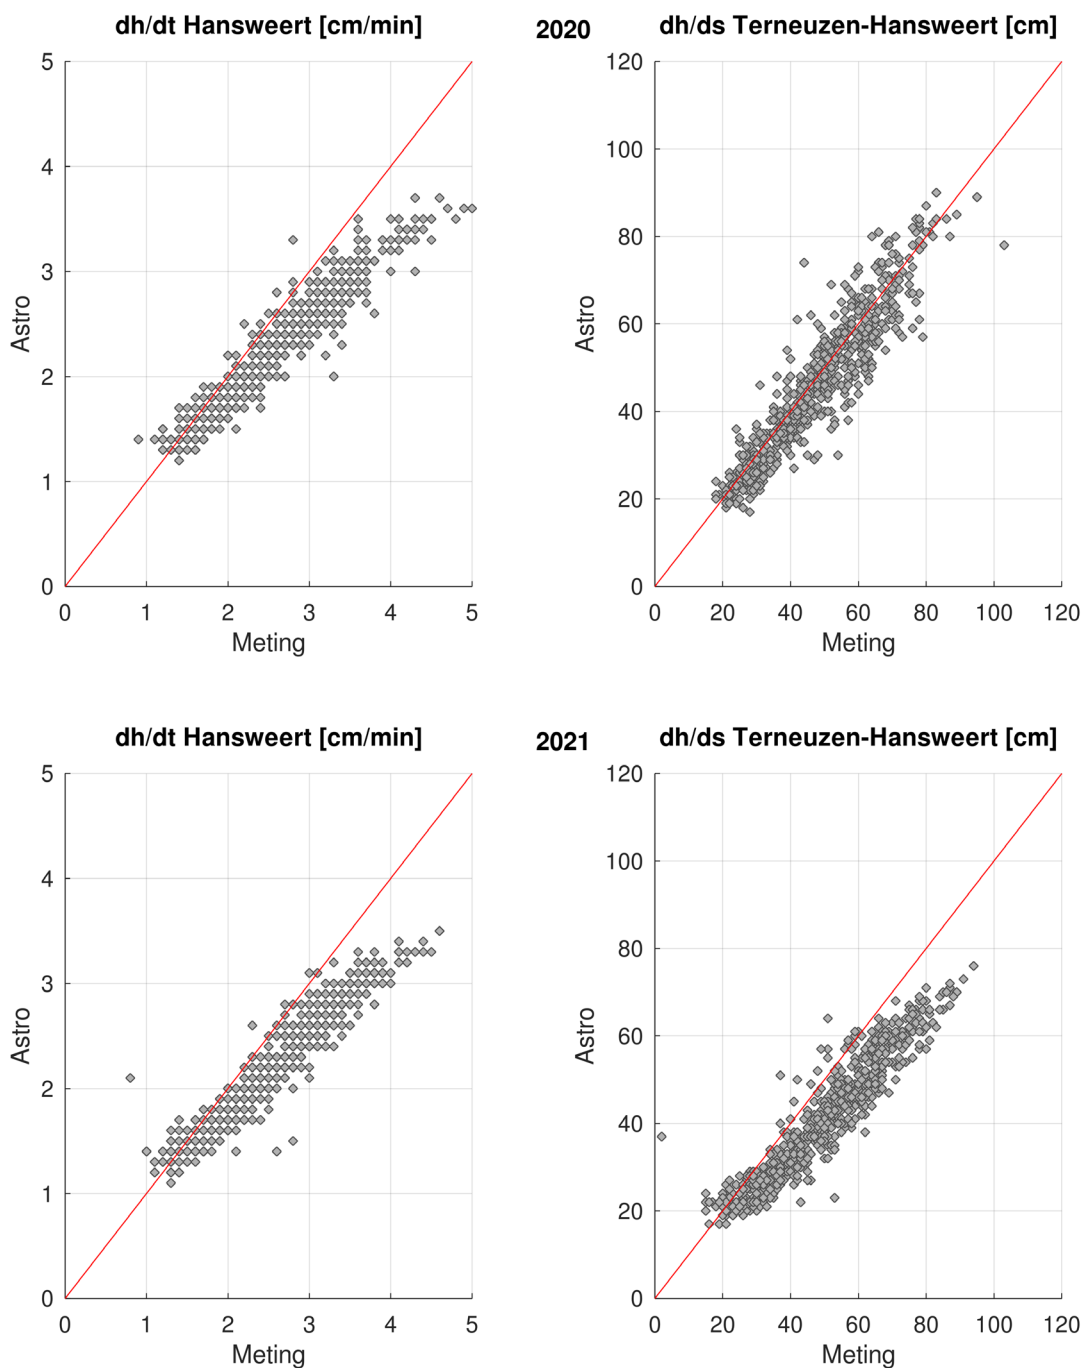 dh/dt Hansweert [cm/min]
2020
dh/ds Terneuzen-Hansweert [cm]
5
4
3
2
1
0
Astro
0 1 2 3 4 5
Meting
120
100
80
60
40
20
0
Astro
0 20 40 60 80 100 120
Meting
dh/dt Hansweert [cm/min]
2021
dh/ds Terneuzen-Hansweert [cm]
5
4
3
2
1
0
Astro
0 1 2 3 4 5
Meting
120
100
80
60
40
20
0
Astro
0 20 40 60 80 100 120
Meting